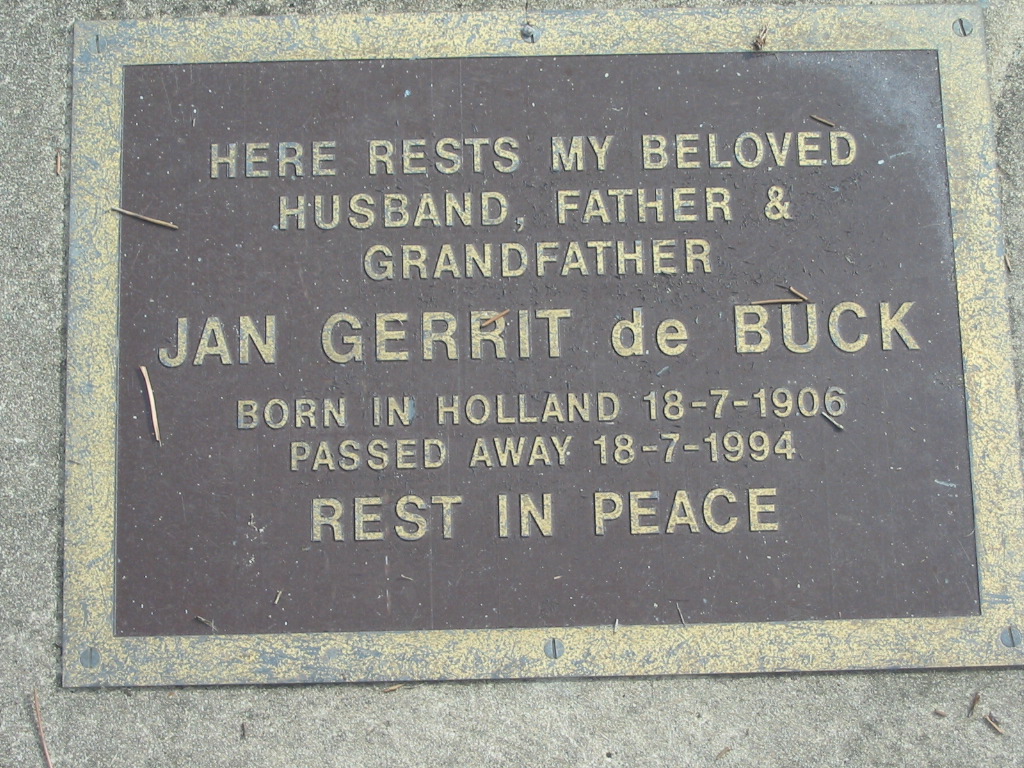 HERE RESTS MY BELOVED
HUSBAND, FATHER &
GRANDFATHER
JAN GERRIT de BUCK
BORN IN HOLLAND 18-7-1906
PASSED AWAY 18-7-1994
REST IN PEACE